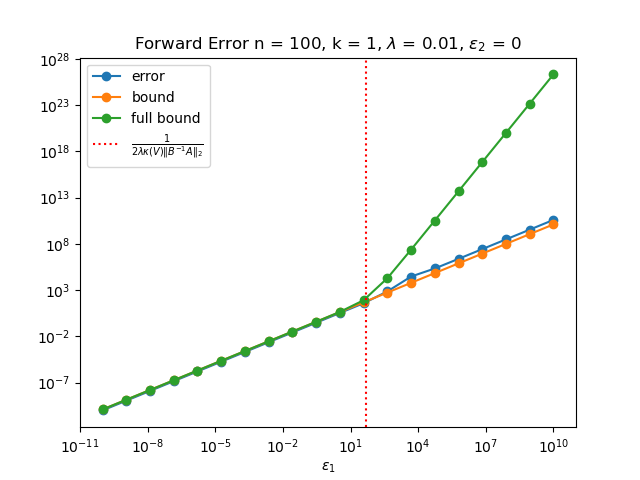 Forward Error n = 100, k = 1, λ = 0.01, ε₂ = 0
10²⁸
10²³
10¹⁸
10¹³
10⁸
10³
10⁻²
10⁻⁷
error
bound
full bound
1/(2λκ(V)‖B⁻¹A‖₂)
10⁻¹¹ 10⁻⁸ 10⁻⁵ 10⁻² 10¹ 10⁴ 10⁷ 10¹⁰
ε₁